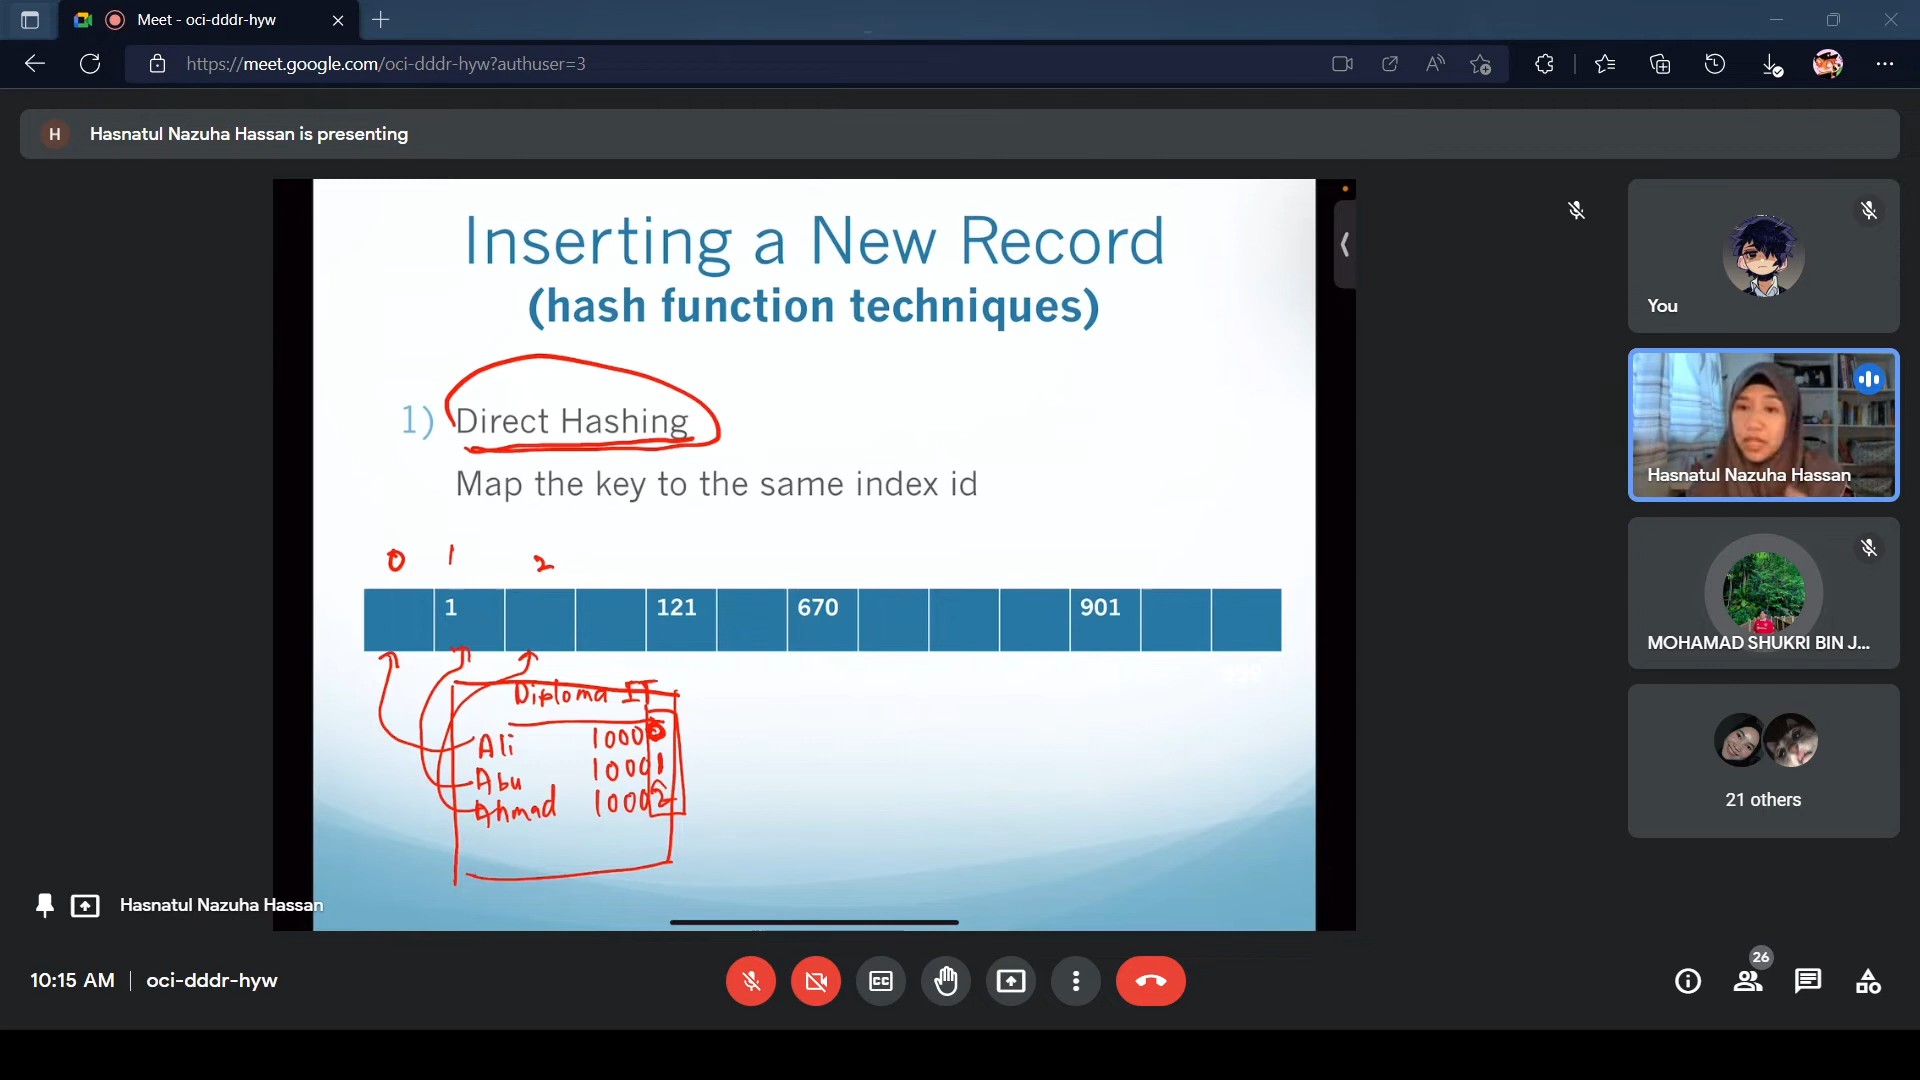 Meet - oci-dddr-hyw
https://meet.google.com/oci-dddr-hyw?authuser=3
H
Hasnatul Nazuha Hassan is presenting
Inserting a New Record
(hash function techniques)
1) Direct Hashing
Map the key to the same index id
0 1 2
1 121 670 901
Diploma IT
Ali 10000
Abu 10001
Ahmad 10002
Hasnatul Nazuha Hassan
You
Hasnatul Nazuha Hassan
MOHAMAD SHUKRI BIN J...
21 others
10:15 AM | oci-dddr-hyw
CC
26